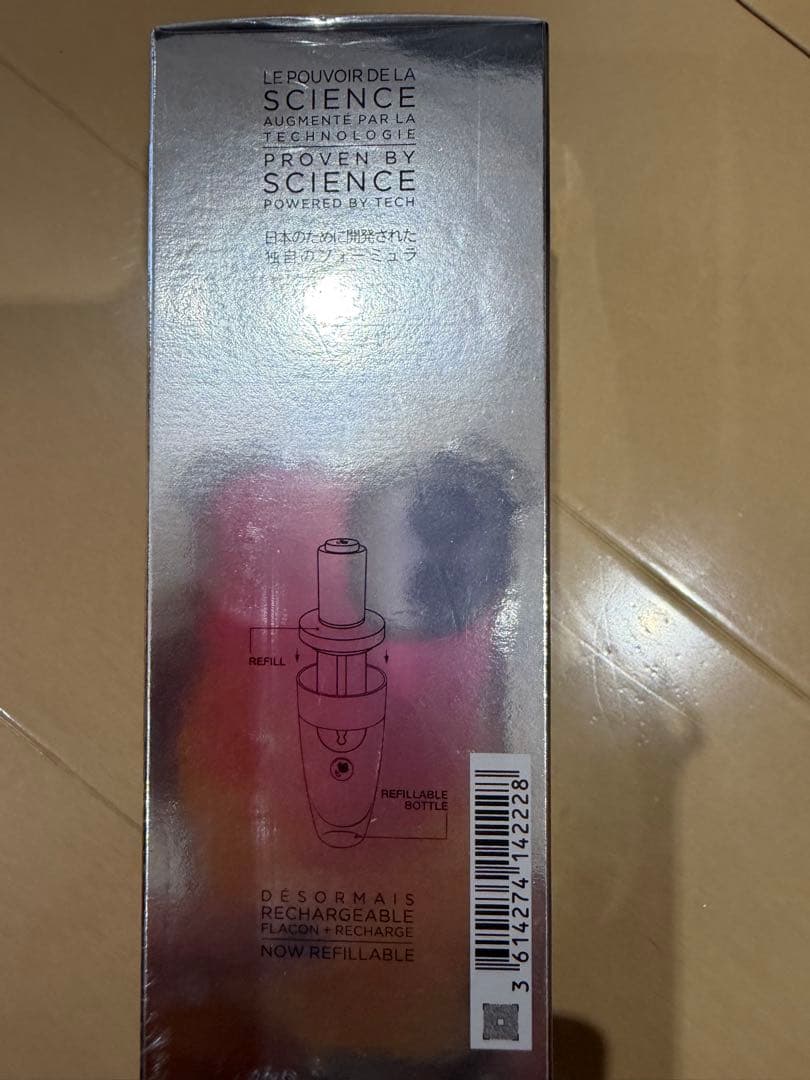 LE POUVOIR DE LA
SCIENCE
AUGMENTÉ PAR LA
TECHNOLOGIE
PROVEN BY
SCIENCE
POWERED BY TECH
日本のために開発された
独自のフォーミュラ
REFILL
REFILLABLE
BOTTLE
DÉSORMAIS
RECHARGEABLE
FLACON + RECHARGE
NOW REFILLABLE
3 614274 142228